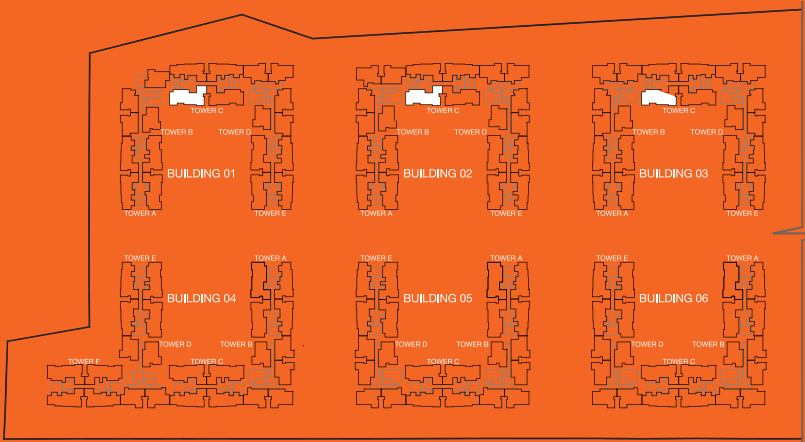 TOWER C TOWER C TOWER C
TOWER B TOWER D TOWER B TOWER D TOWER B TOWER D
BUILDING 01 BUILDING 02 BUILDING 03
TOWER A TOWER E TOWER A TOWER E TOWER A TOWER E
TOWER E TOWER A TOWER E TOWER A TOWER E TOWER A
BUILDING 04 BUILDING 05 BUILDING 06
TOWER D TOWER B TOWER D TOWER B TOWER D TOWER B
TOWER F TOWER C TOWER C TOWER C